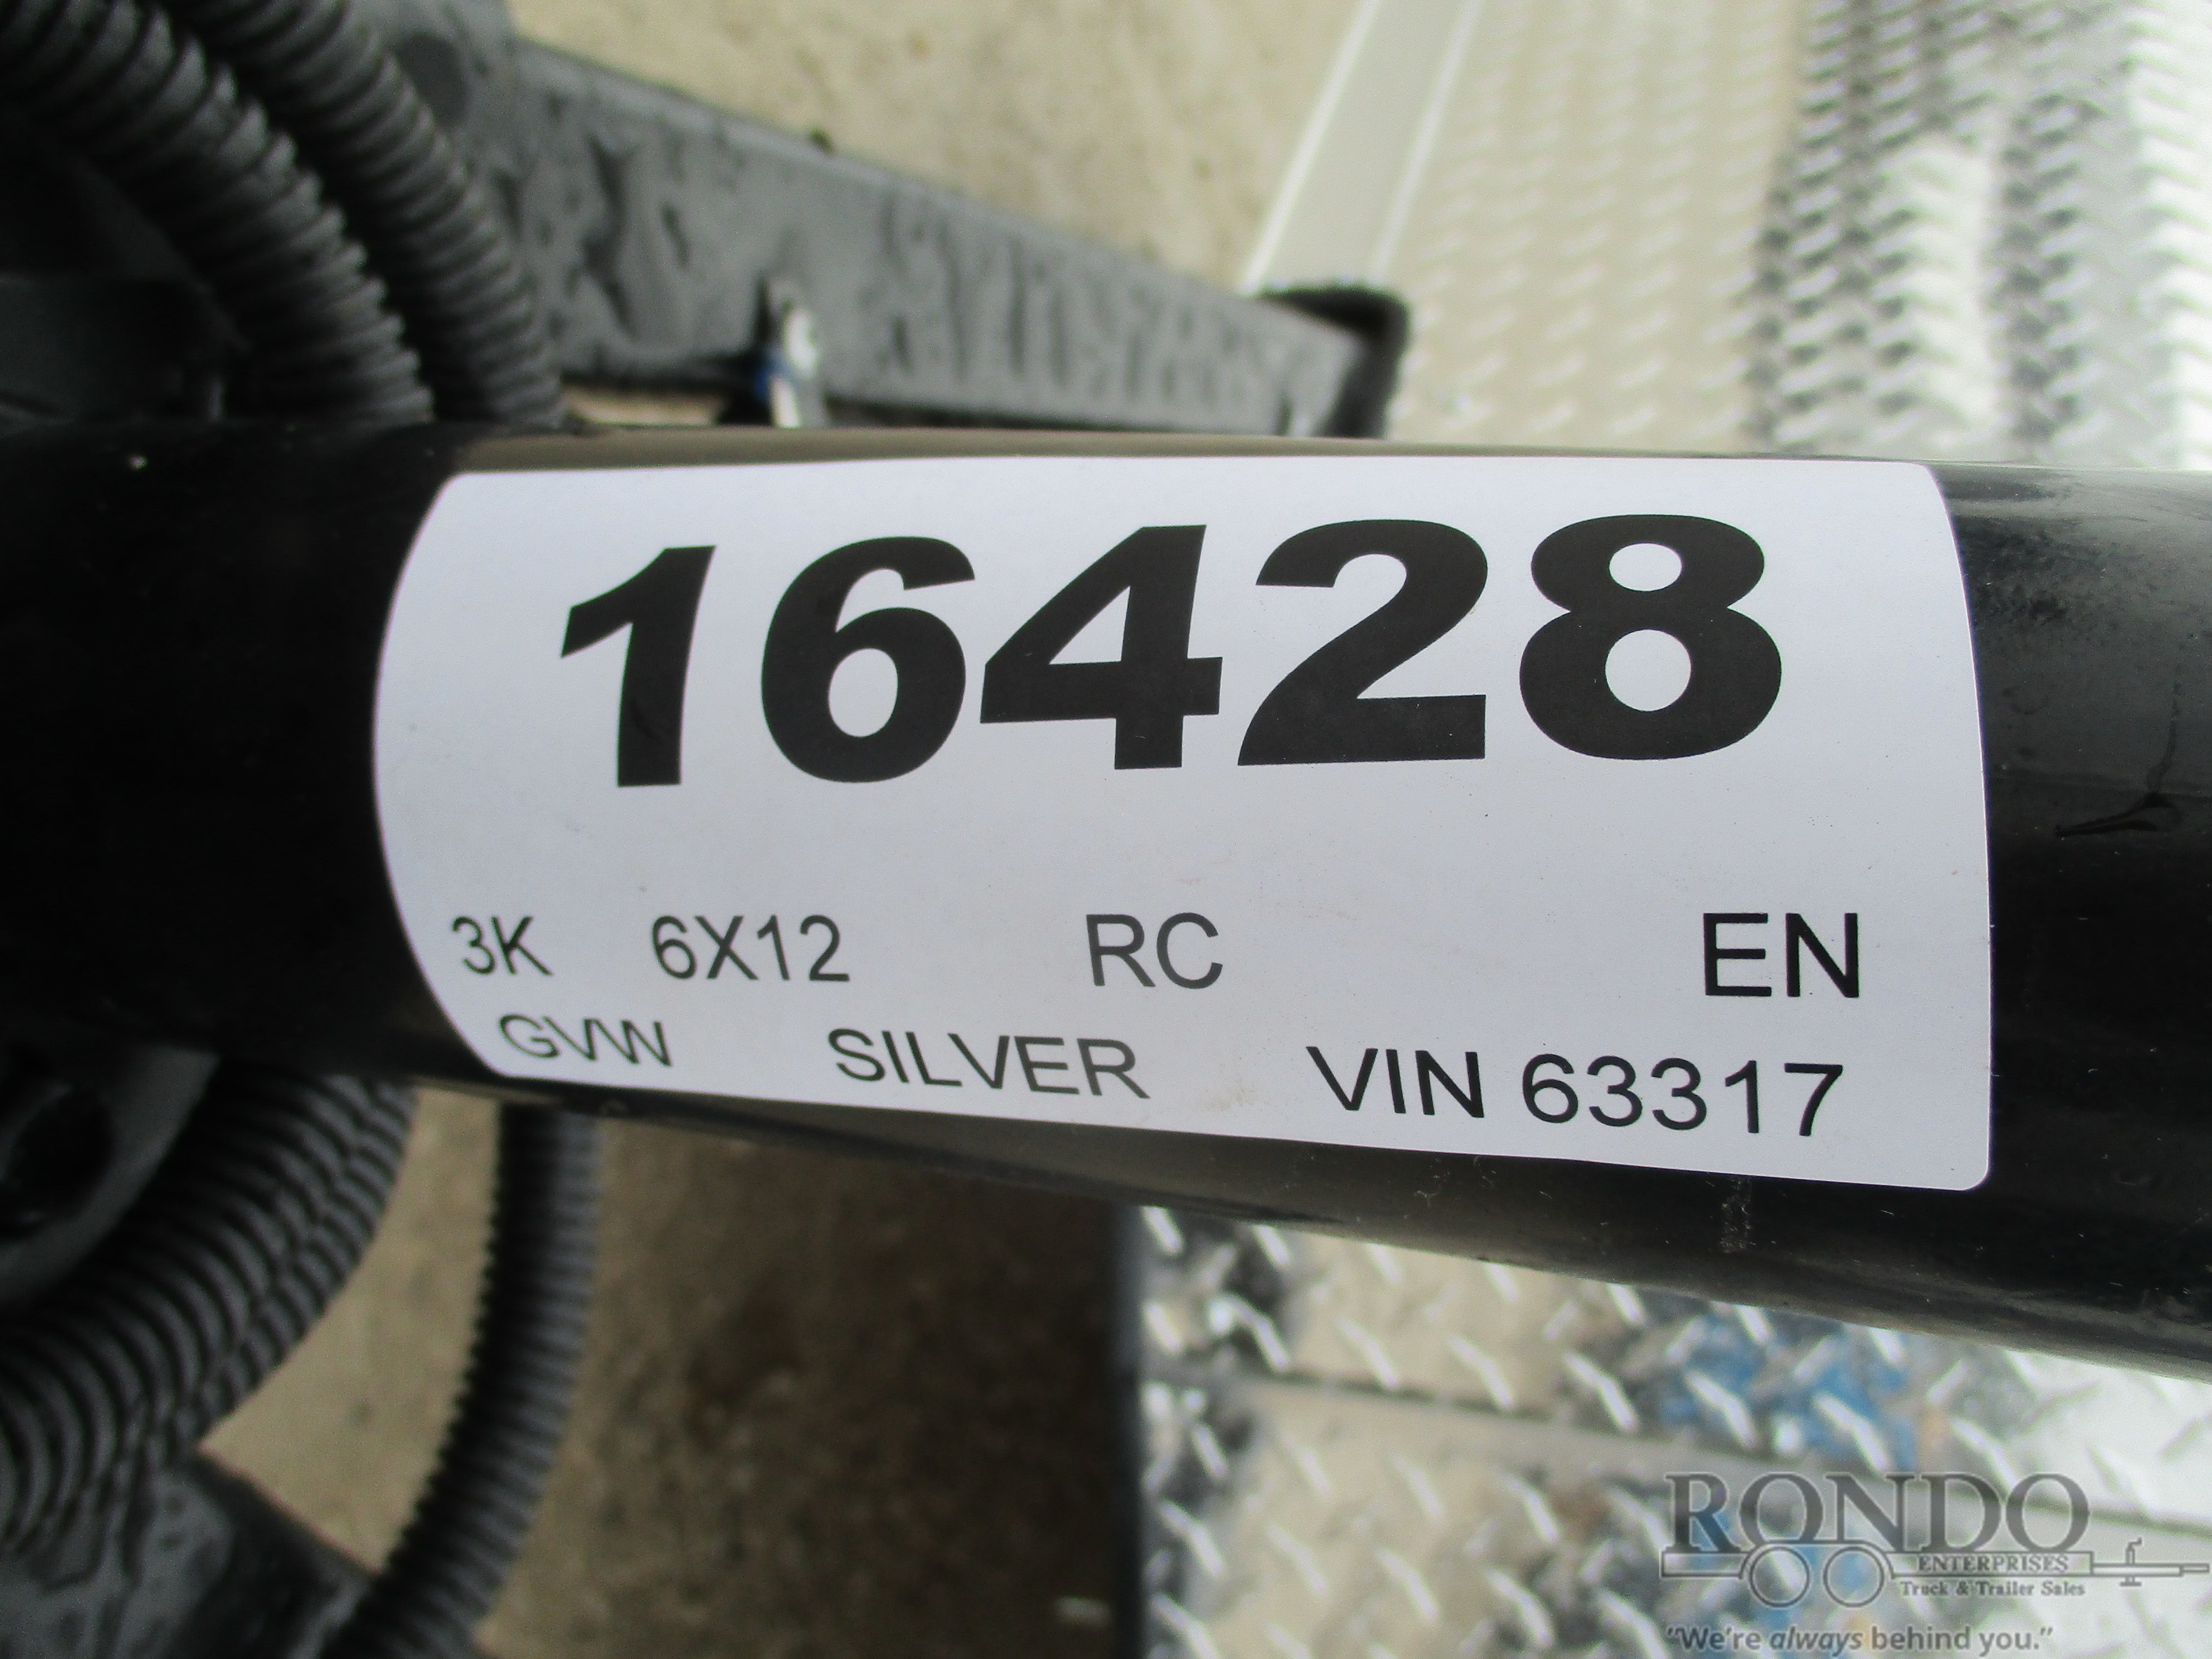 16428
3K 6X12 RC EN
GVW SILVER VIN 63317
RONDO
ENTERPRISES
Truck & Trailer Sales
"We're always behind you."